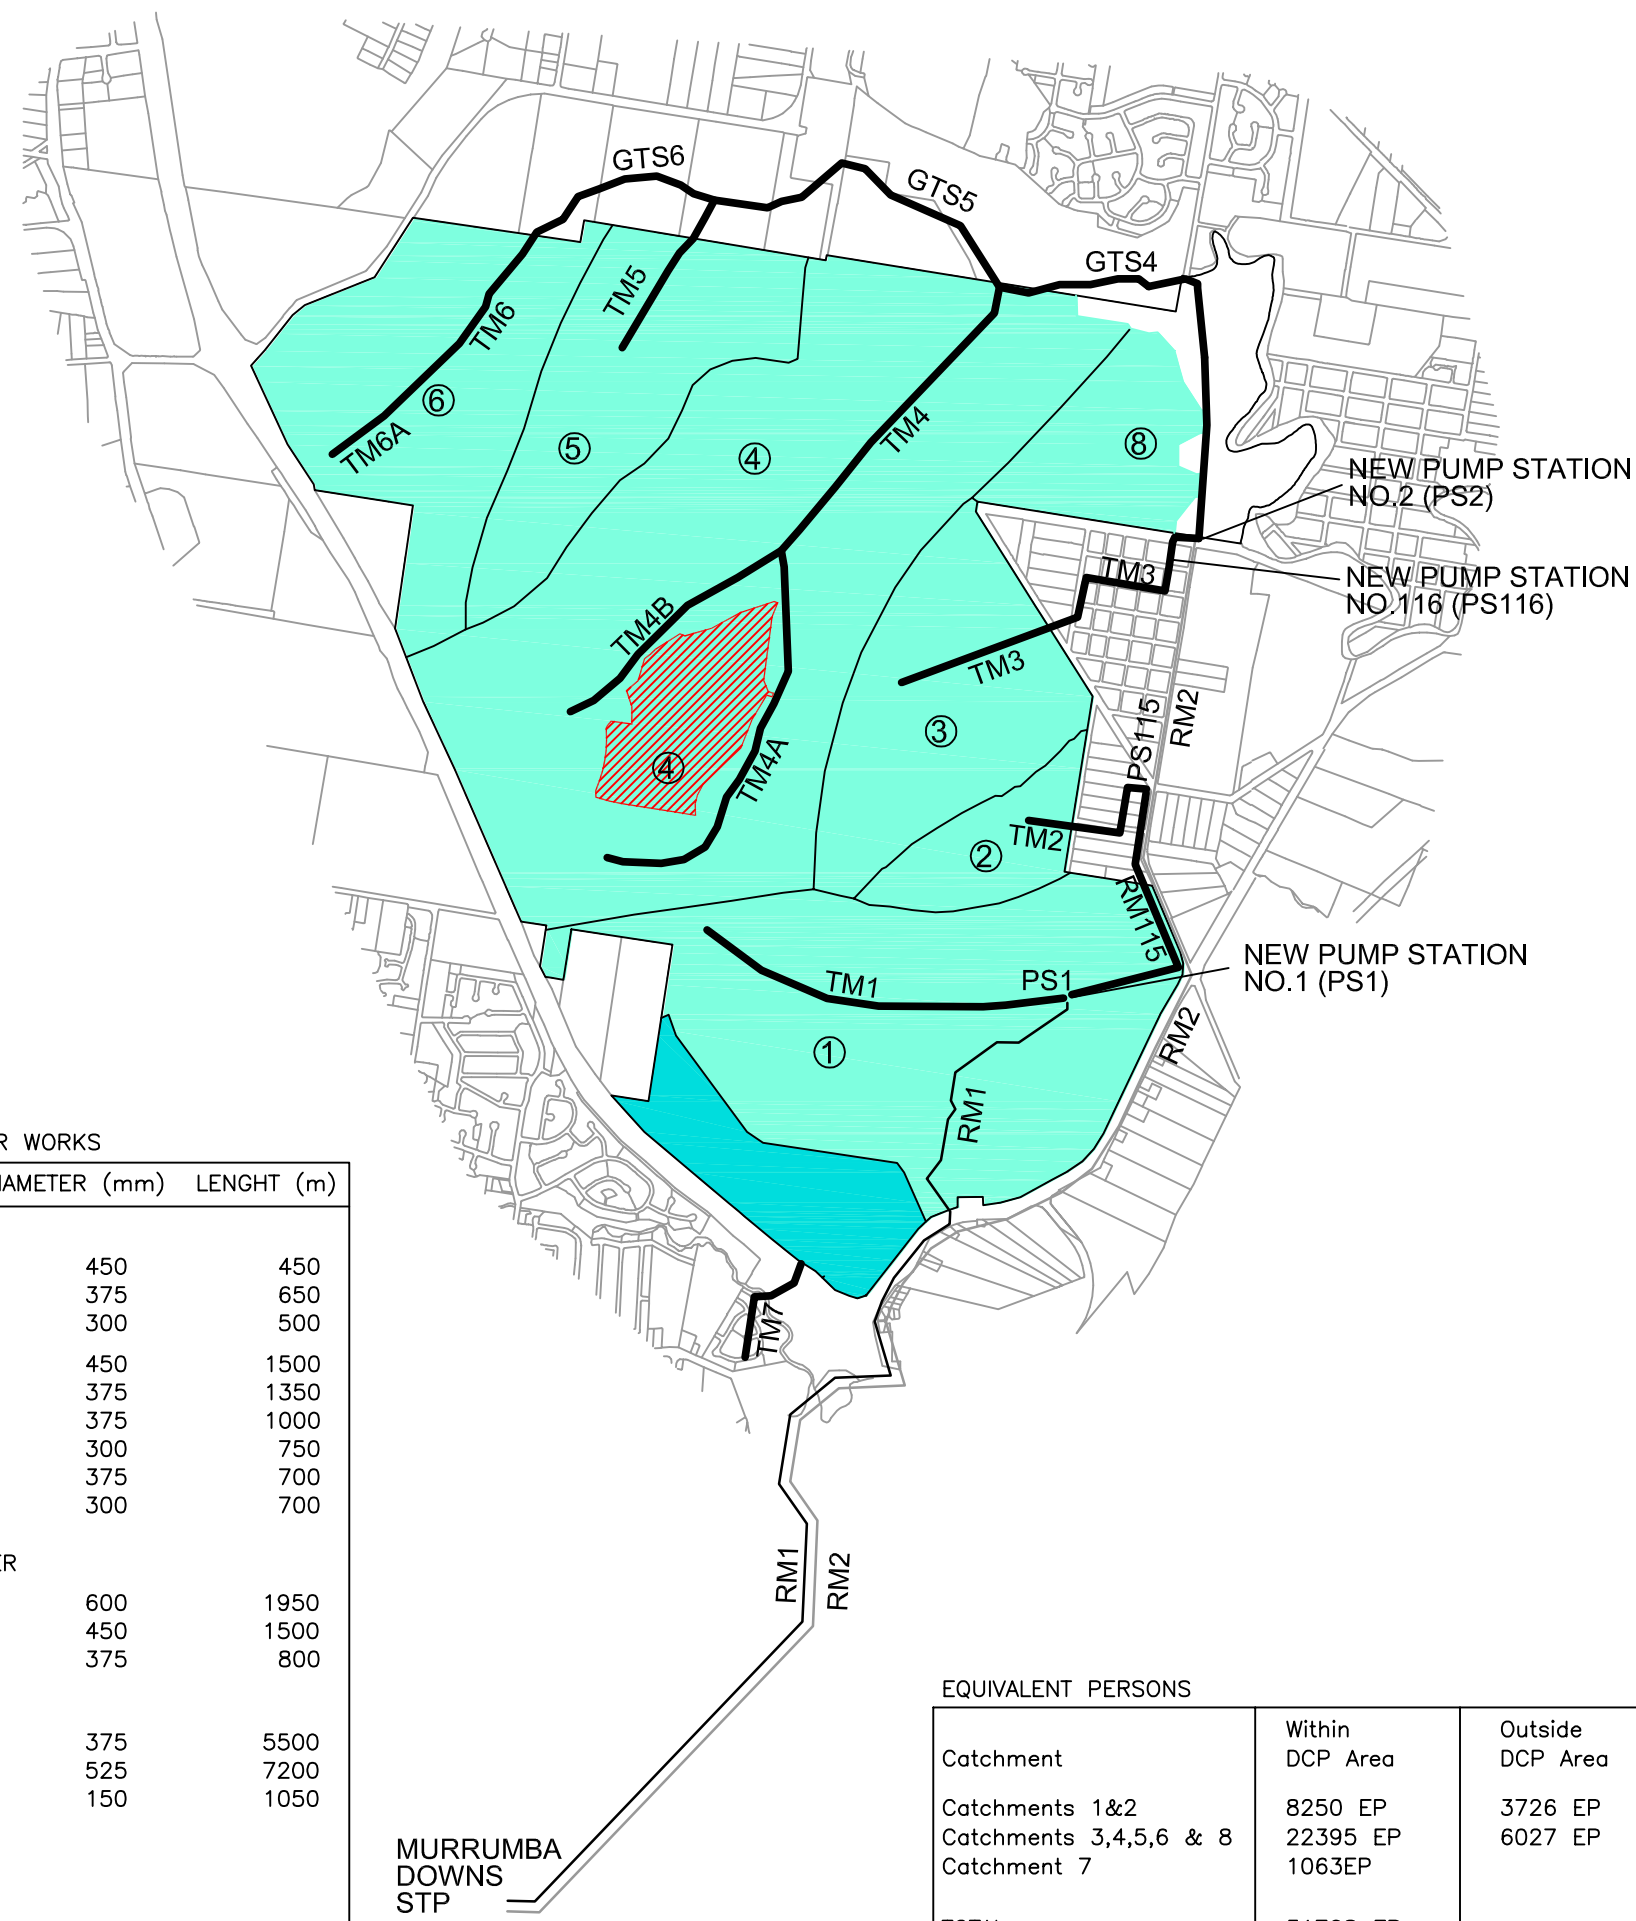 GTS6
GTS5
GTS4
TM5
TM6
TM6A
TM4
⑥
⑤
④
⑧
NEW PUMP STATION
NO.2 (PS2)
TM3
NEW PUMP STATION
NO.116 (PS116)
TM4B
TM3
③
PS115
RM2
④
TM4A
TM2
②
RM115
NEW PUMP STATION
NO.1 (PS1)
TM1
PS1
①
RM2
RM1
TM7
RM1
RM2
MURRUMBA
DOWNS
STP
R WORKS
IAMETER (mm) LENGHT (m)
450 450
375 650
300 500
450 1500
375 1350
375 1000
300 750
375 700
300 700
ER
600 1950
450 1500
375 800
375 5500
525 7200
150 1050
EQUIVALENT PERSONS
Catchment Within DCP Area Outside DCP Area
Catchments 1&2 8250 EP 3726 EP
Catchments 3,4,5,6 & 8 22395 EP 6027 EP
Catchment 7 1063EP